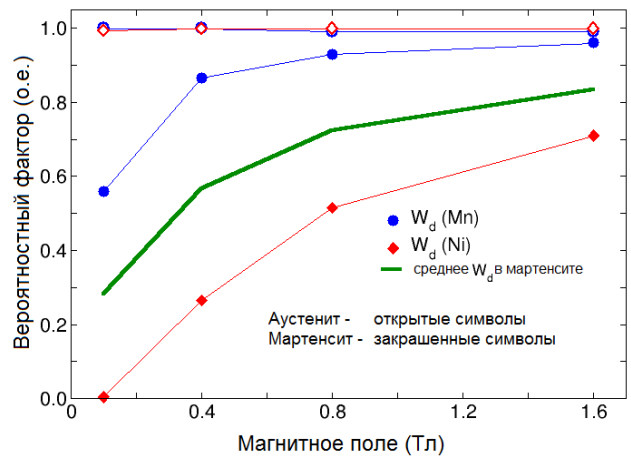 Вероятностный фактор (о.е.)
1.0
0.8
0.6
0.4
0.2
0.0
W_d (Mn)
W_d (Ni)
среднее W_d в мартенсите
Аустенит - открытые символы
Мартенсит - закрашенные символы
0 0.4 0.8 1.2 1.6
Магнитное поле (Тл)